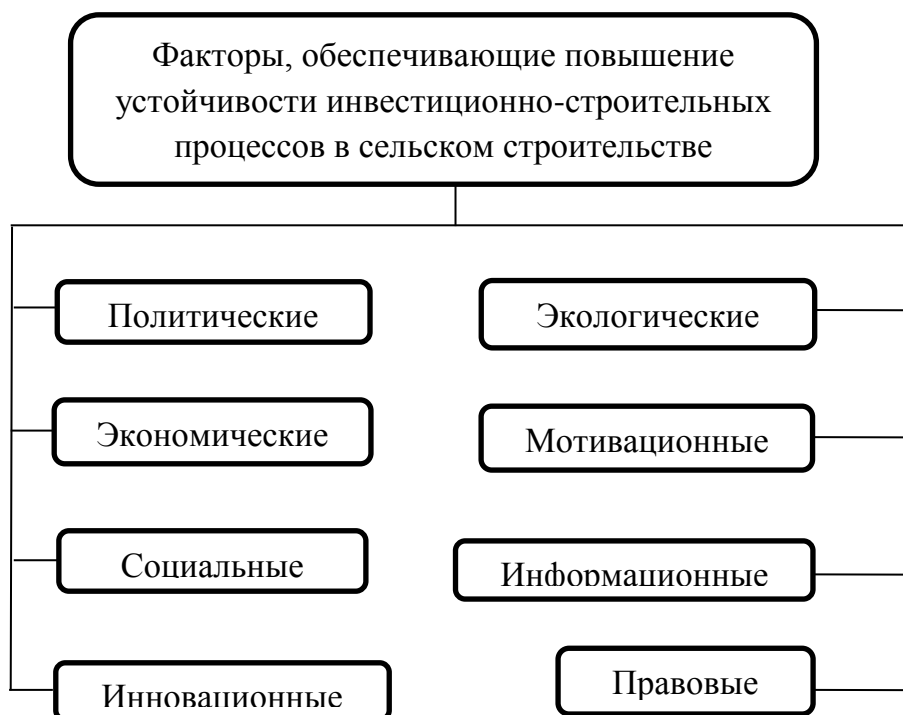 Факторы, обеспечивающие повышение
устойчивости инвестиционно-строительных
процессов в сельском строительстве
Политические
Экологические
Экономические
Мотивационные
Социальные
Информационные
Инновационные
Правовые